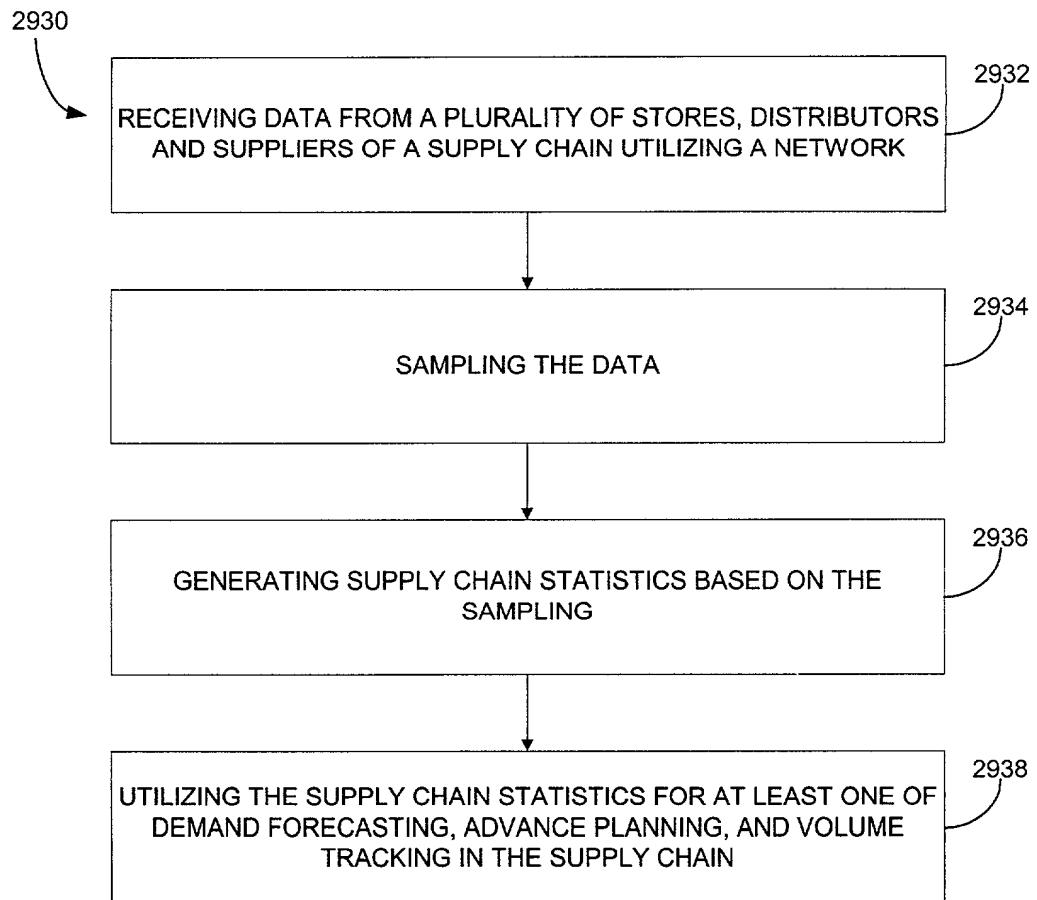 2930
2932
RECEIVING DATA FROM A PLURALITY OF STORES, DISTRIBUTORS
AND SUPPLIERS OF A SUPPLY CHAIN UTILIZING A NETWORK
2934
SAMPLING THE DATA
2936
GENERATING SUPPLY CHAIN STATISTICS BASED ON THE
SAMPLING
2938
UTILIZING THE SUPPLY CHAIN STATISTICS FOR AT LEAST ONE OF
DEMAND FORECASTING, ADVANCE PLANNING, AND VOLUME
TRACKING IN THE SUPPLY CHAIN